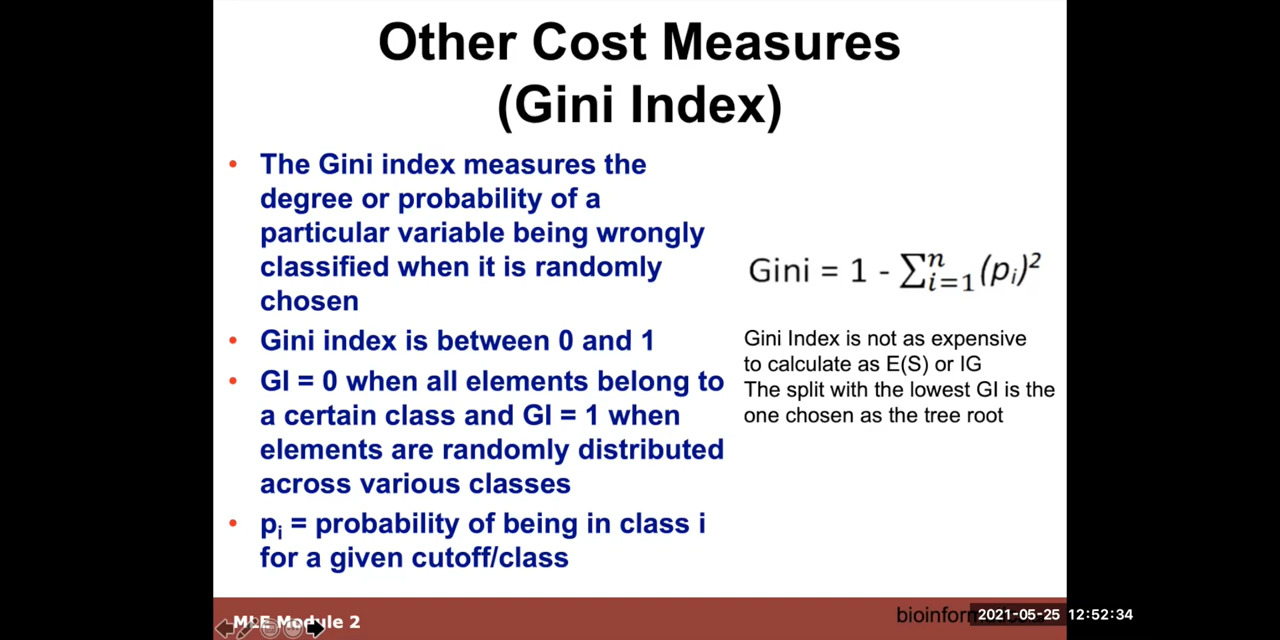 Other Cost Measures
(Gini Index)
• The Gini index measures the
degree or probability of a
particular variable being wrongly
classified when it is randomly
chosen
• Gini index is between 0 and 1
• GI = 0 when all elements belong to
a certain class and GI = 1 when
elements are randomly distributed
across various classes
• pᵢ = probability of being in class i
for a given cutoff/class
Gini = 1 - ∑ⁿᵢ₌₁(pᵢ)²
Gini Index is not as expensive
to calculate as E(S) or IG
The split with the lowest GI is the
one chosen as the tree root
MLE Module 2
2021-05-25 12:52:34